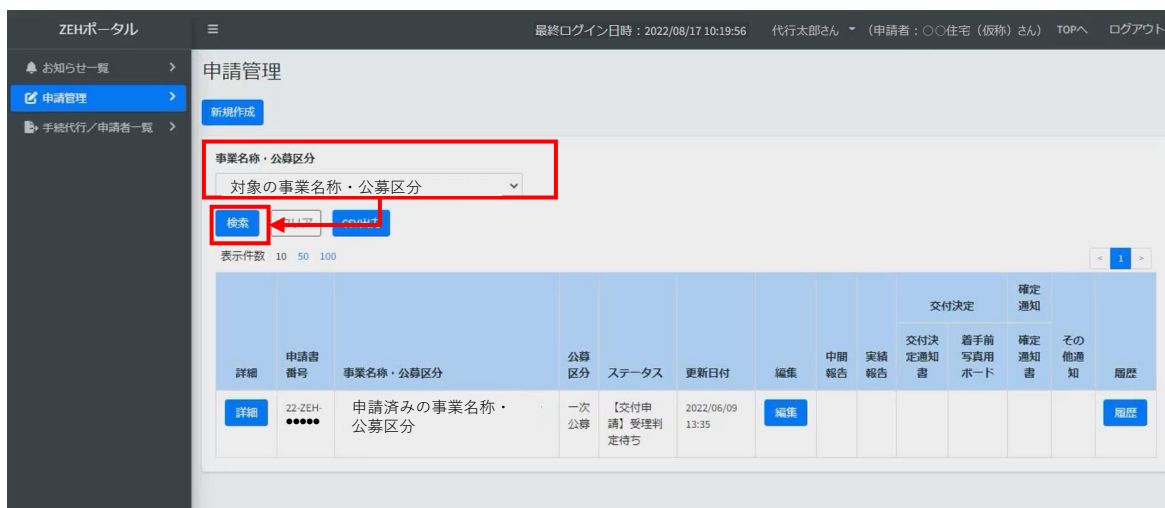 ZEHポータル
最終ログイン日時:2022/08/17 10:19:56 代行太郎さん (申請者:○○住宅(仮称)さん) TOPへ ログアウト
お知らせ一覧
申請管理
手続代行/申請者一覧
申請管理
新規作成
事業名称・公募区分
対象の事業名称・公募区分
検索 クリア CSV出力
表示件数 10 50 100
< 1 >
交付決定 確定通知
詳細 申請書番号 事業名称・公募区分 公募区分 ステータス 更新日付 編集 中間報告 実績報告 交付決定通知書 着手前写真用ボード 確定通知書 その他通知 履歴
詳細 22-ZEH-●●●●● 申請済みの事業名称・公募区分 一次公募 【交付申請】受理判定待ち 2022/06/09 13:35 編集 履歴